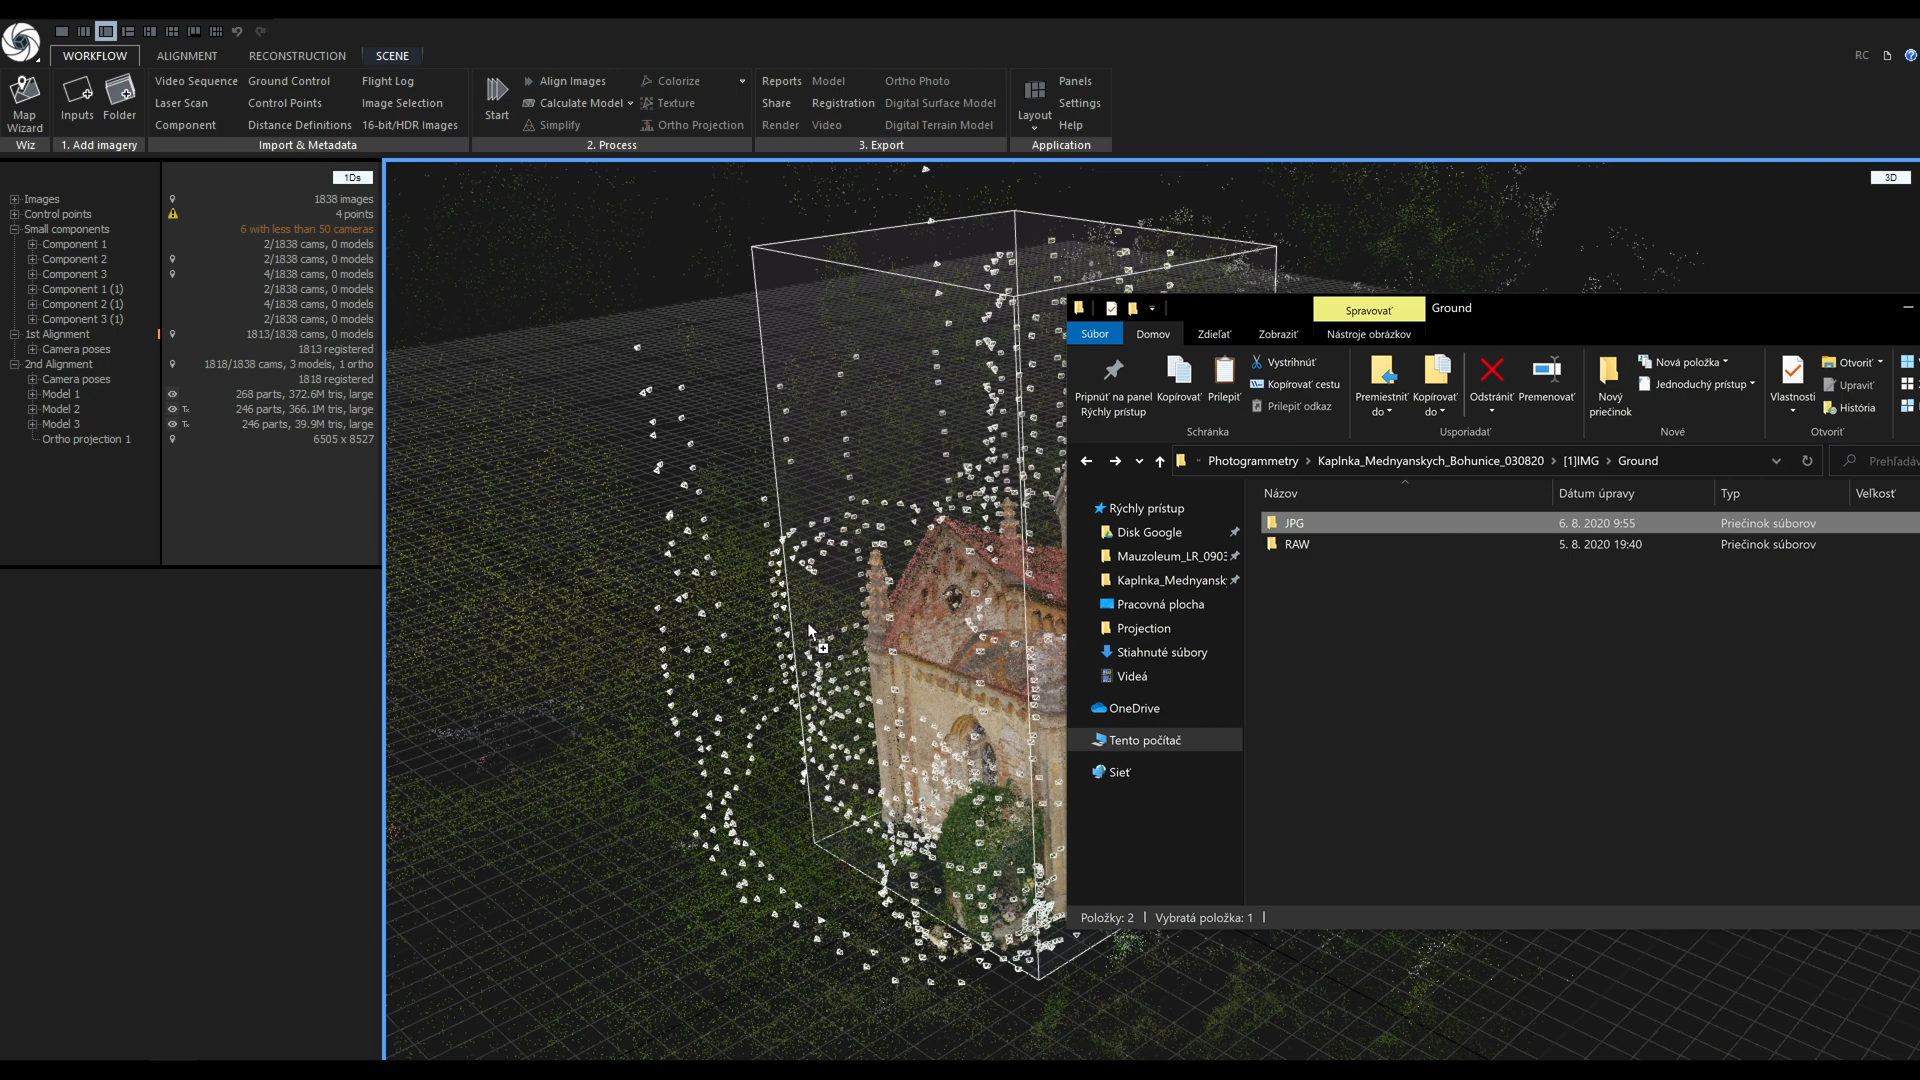 WORKFLOW ALIGNMENT RECONSTRUCTION SCENE
RC
Map Wizard
Inputs Folder
Video Sequence Ground Control Flight Log
Laser Scan Control Points Image Selection
Component Distance Definitions 16-bit/HDR Images
Start
Align Images Colorize
Calculate Model Texture
Simplify Ortho Projection
Reports Model Ortho Photo
Share Registration Digital Surface Model
Render Video Digital Terrain Model
Layout
Panels
Settings
Help
Wiz 1. Add imagery Import & Metadata 2. Process 3. Export Application
1Ds
3D
Images 1838 images
Control points 4 points
Small components 6 with less than 50 cameras
Component 1 2/1838 cams, 0 models
Component 2 2/1838 cams, 0 models
Component 3 4/1838 cams, 0 models
Component 1 (1) 2/1838 cams, 0 models
Component 2 (1) 4/1838 cams, 0 models
Component 3 (1) 2/1838 cams, 0 models
1st Alignment 1813/1838 cams, 0 models
Camera poses 1813 registered
2nd Alignment 1818/1838 cams, 3 models, 1 ortho
Camera poses 1818 registered
Model 1 268 parts, 372.6M tris, large
Model 2 246 parts, 366.1M tris, large
Model 3 246 parts, 39.9M tris, large
Ortho projection 1 6505 x 8527
Spravovať Ground
Súbor Domov Zdieľať Zobraziť Nástroje obrázkov
Pripnúť na panel Rýchly prístup
Kopírovať
Prilepiť
Vystrihnúť
Kopírovať cestu
Prilepiť odkaz
Schránka
Premiestniť do
Kopírovať do
Odstrániť
Premenovať
Usporiadať
Nový priečinok
Nová položka
Jednoduchý prístup
Nové
Vlastnosti
Otvoriť
Upraviť
História
Otvoriť
Photogrammetry Kaplnka_Mednyanskych_Bohunice_030820 [1]IMG Ground
Názov Dátum úpravy Typ Veľkosť
JPG 6. 8. 2020 9:55 Priečinok súborov
RAW 5. 8. 2020 19:40 Priečinok súborov
Rýchly prístup
Disk Google
Mauzoleum_LR_090
Kaplnka_Mednyansk
Pracovná plocha
Projection
Stiahnuté súbory
Videá
OneDrive
Tento počítač
Sieť
Položky: 2 Vybratá položka: 1